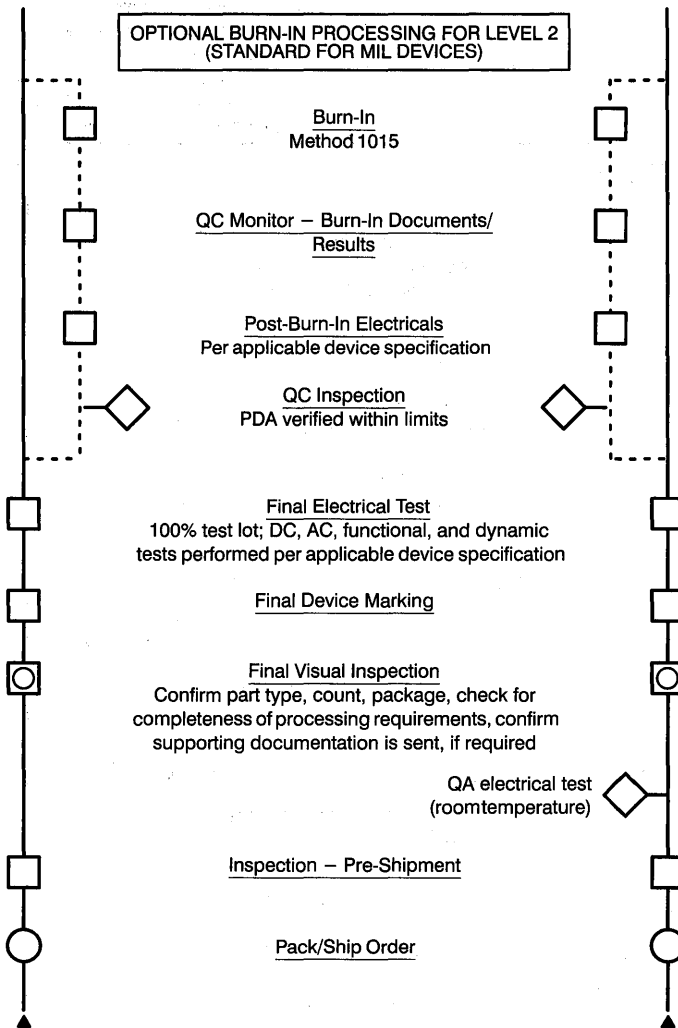 OPTIONAL BURN-IN PROCESSING FOR LEVEL 2
(STANDARD FOR MIL DEVICES)
Burn-In
Method 1015
QC Monitor – Burn-In Documents/
Results
Post-Burn-In Electricals
Per applicable device specification
QC Inspection
PDA verified within limits
Final Electrical Test
100% test lot; DC, AC, functional, and dynamic
tests performed per applicable device specification
Final Device Marking
Final Visual Inspection
Confirm part type, count, package, check for
completeness of processing requirements, confirm
supporting documentation is sent, if required
QA electrical test
(roomtemperature)
Inspection – Pre-Shipment
Pack/Ship Order